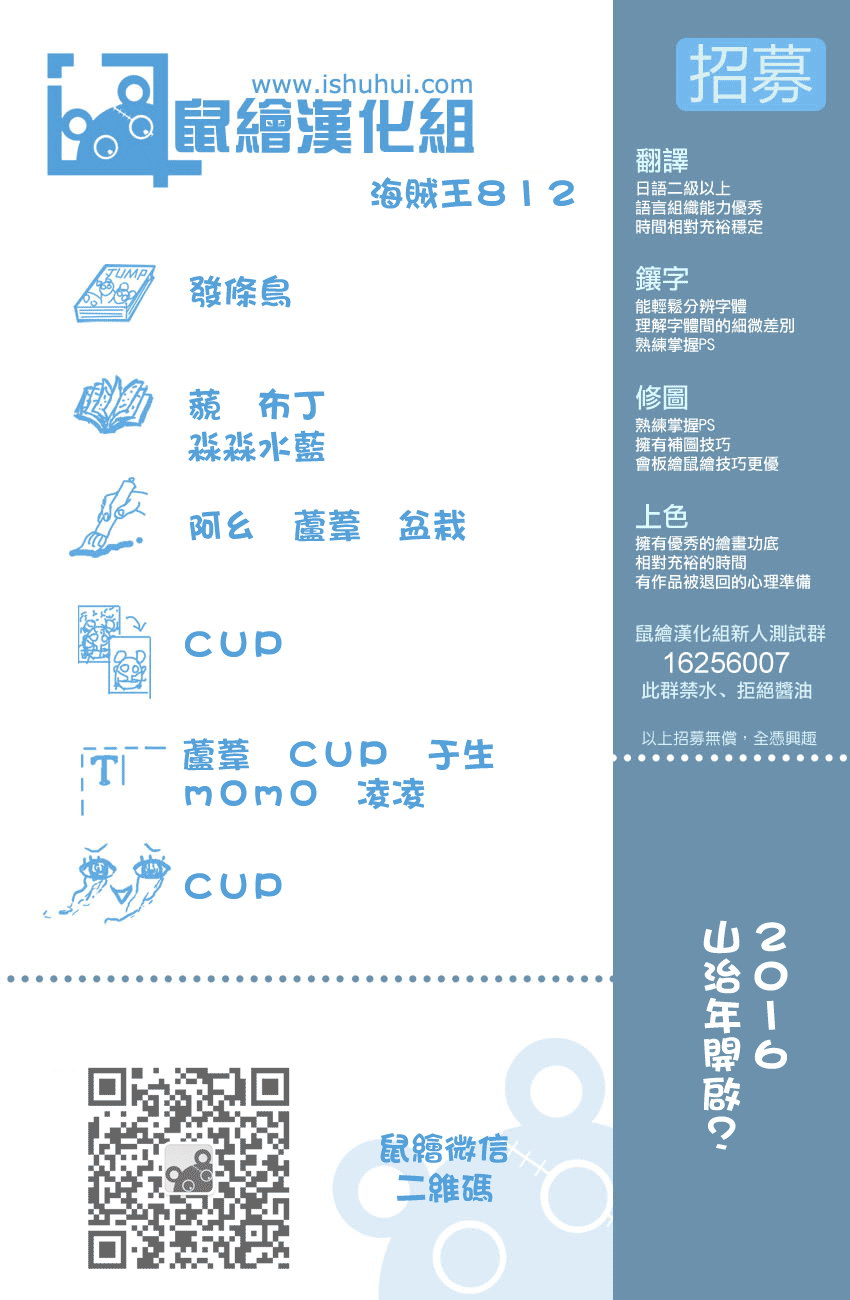 www.ishuhui.com
鼠繪漢化組
海賊王812
JUMP
發條鳥
藐　布丁
淼淼水藍
阿幺　蘆葦　盆栽
cup
T
蘆葦　cup　于生
momo　凌凌
cup
鼠繪微信
二維碼
招募
翻譯
日語二級以上
語言組織能力優秀
時間相對充裕穩定
鑲字
能輕鬆分辨字體
理解字體間的細微差別
熟練掌握PS
修圖
熟練掌握PS
擁有補圖技巧
會板繪鼠繪技巧更優
上色
擁有優秀的繪畫功底
相對充裕的時間
有作品被退回的心理準備
鼠繪漢化組新人測試群
16256007
此群禁水、拒絕醬油
以上招募無償，全憑興趣
2016
山治年開啟？